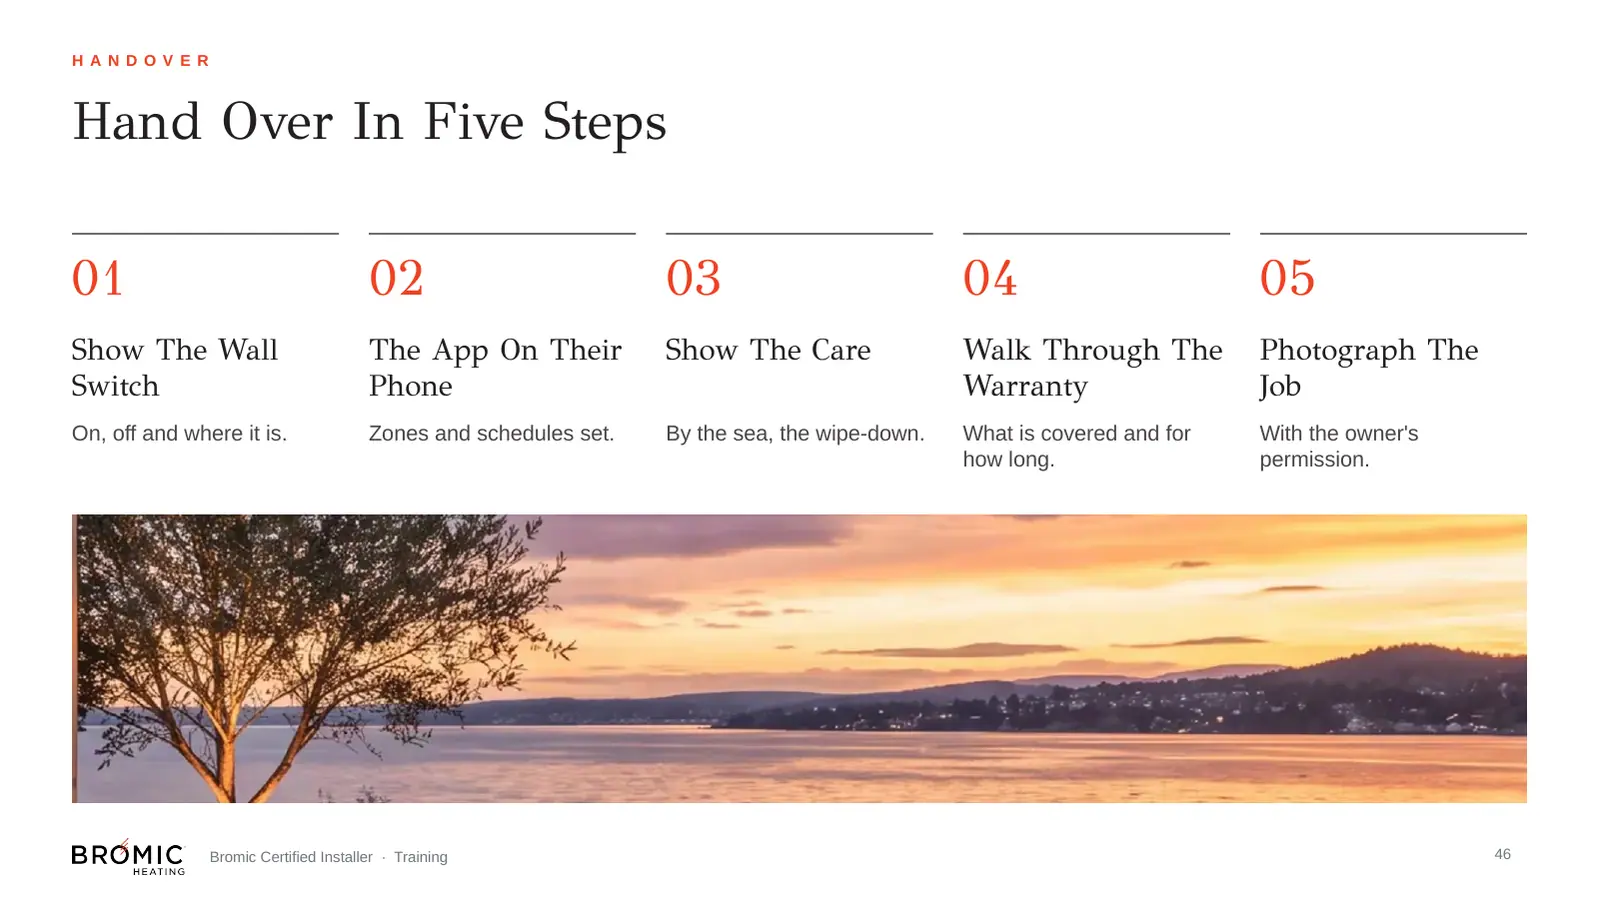 HANDOVER
Hand Over In Five Steps
01
Show The Wall
Switch
On, off and where it is.
02
The App On Their
Phone
Zones and schedules set.
03
Show The Care
By the sea, the wipe-down.
04
Walk Through The
Warranty
What is covered and for
how long.
05
Photograph The
Job
With the owner's
permission.
BROMIC
HEATING
Bromic Certified Installer · Training
46